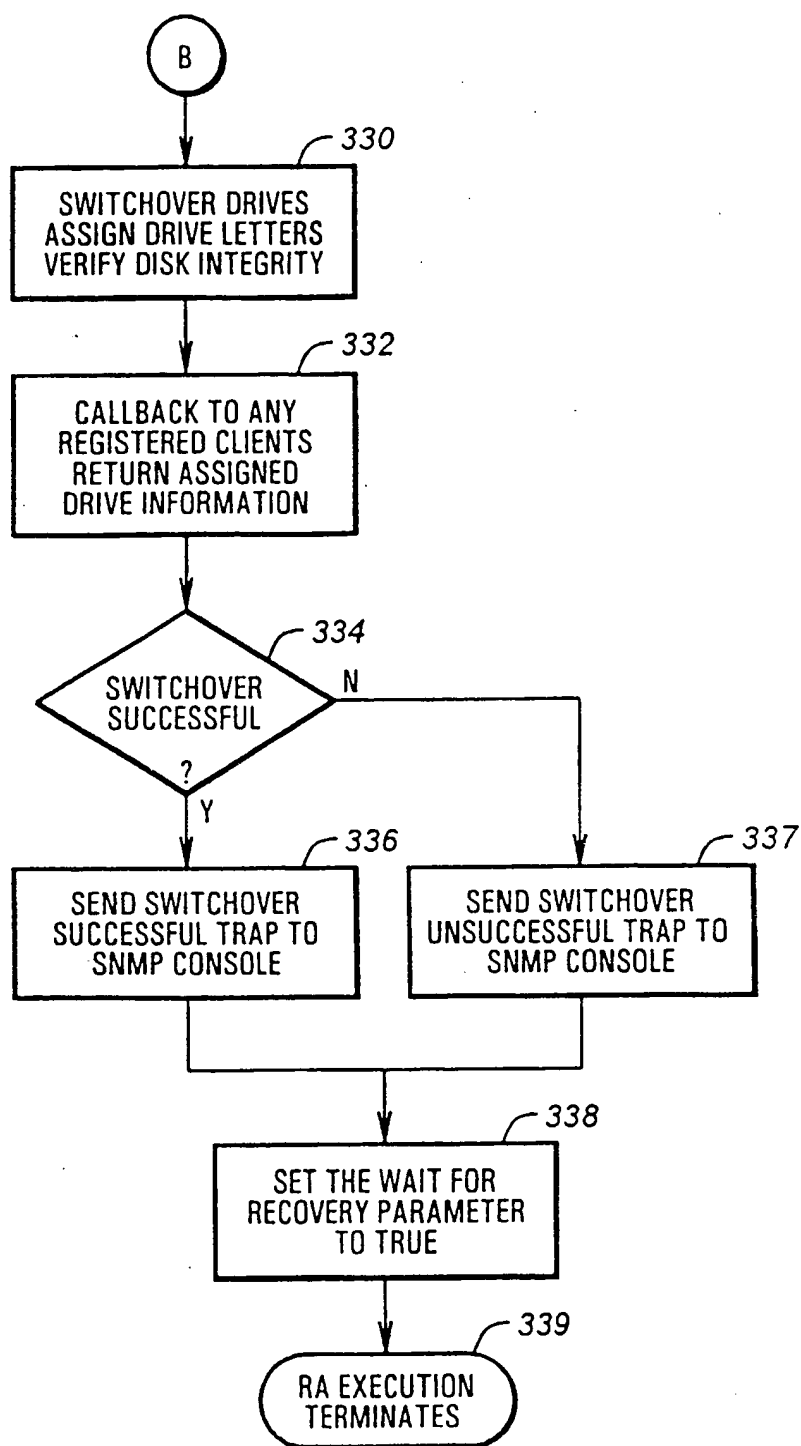 B
330
SWITCHOVER DRIVES
ASSIGN DRIVE LETTERS
VERIFY DISK INTEGRITY
332
CALLBACK TO ANY
REGISTERED CLIENTS
RETURN ASSIGNED
DRIVE INFORMATION
334
SWITCHOVER
SUCCESSFUL
?
N
Y
336
SEND SWITCHOVER
SUCCESSFUL TRAP TO
SNMP CONSOLE
337
SEND SWITCHOVER
UNSUCCESSFUL TRAP TO
SNMP CONSOLE
338
SET THE WAIT FOR
RECOVERY PARAMETER
TO TRUE
339
RA EXECUTION
TERMINATES